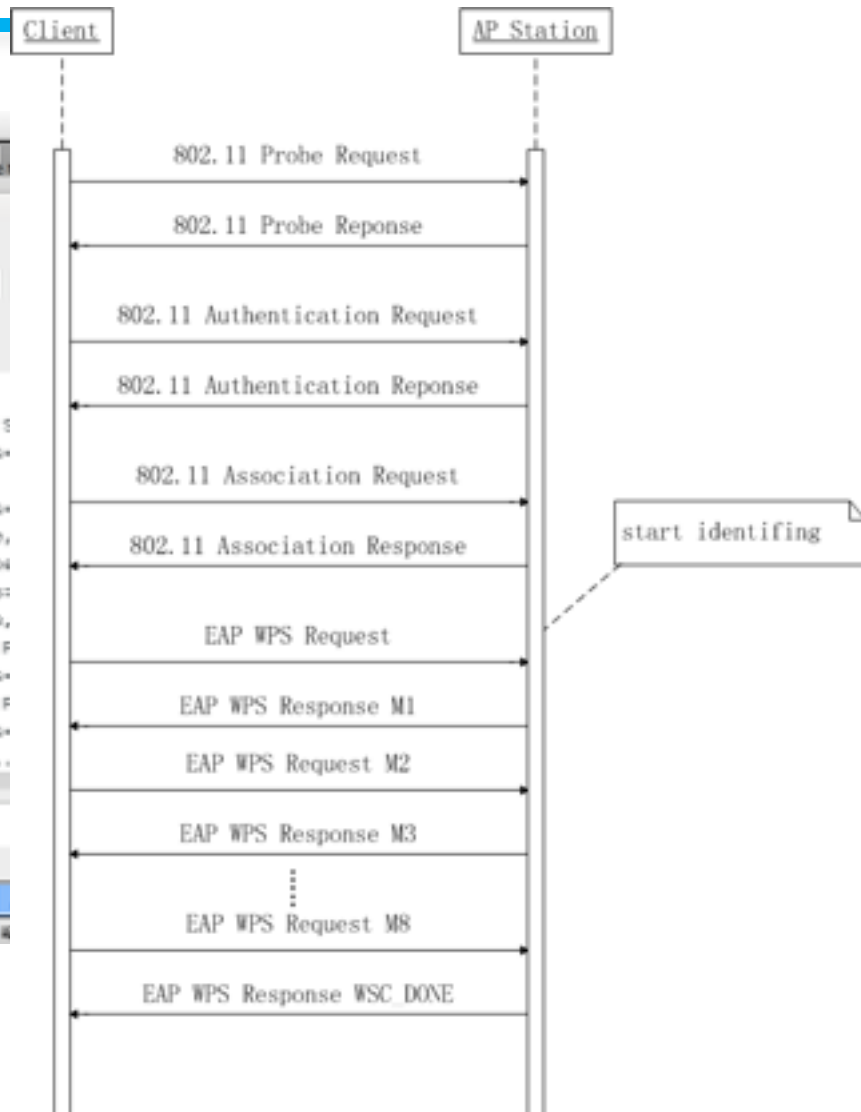 Client
AP Station
802.11 Probe Request
802.11 Probe Reponse
802.11 Authentication Request
802.11 Authentication Reponse
802.11 Association Request
802.11 Association Response
start identifing
EAP WPS Request
EAP WPS Response M1
EAP WPS Request M2
EAP WPS Response M3
EAP WPS Request M8
EAP WPS Response WSC_DONE